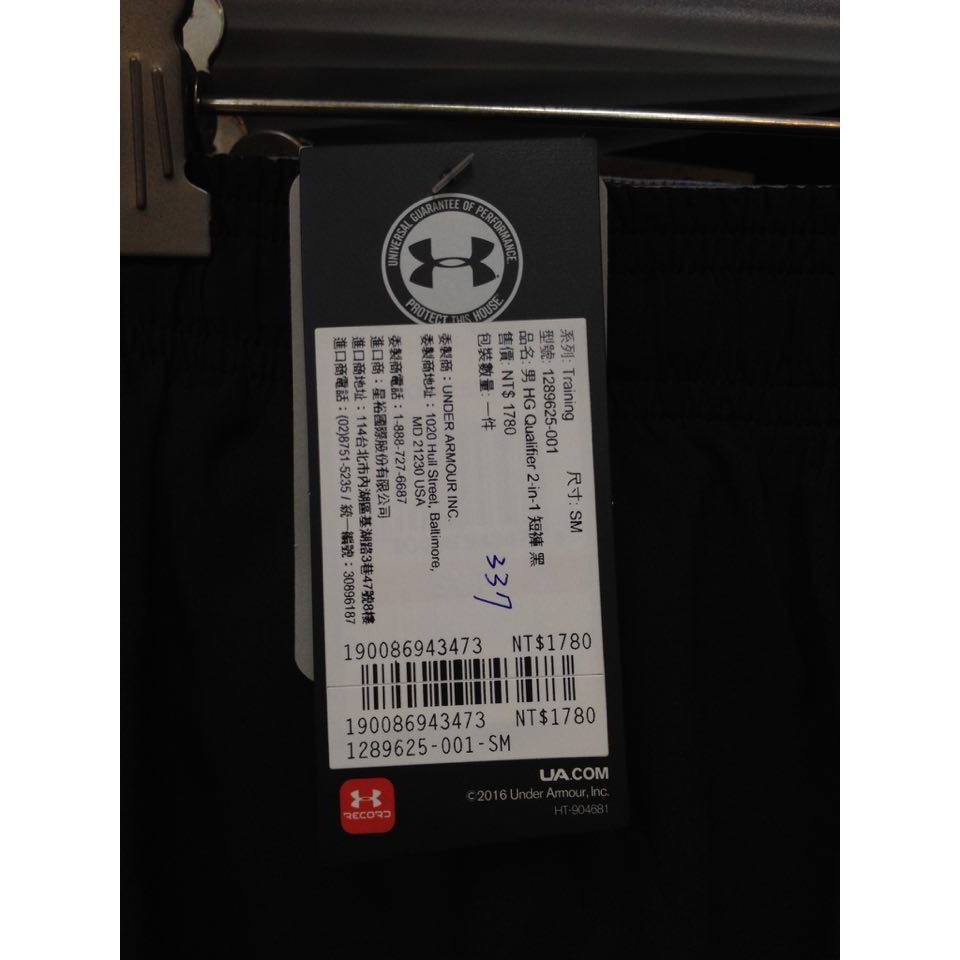 UNIVERSAL GUARANTEE OF PERFORMANCE.
PROTECT THIS HOUSE.
系列: Training
型號: 1289625-001 尺寸: SM
品名: 男 HG Qualifier 2-in-1 短褲 黑
售價: NT$ 1780
包裝數量: 一件
337
委製商：UNDER ARMOUR INC.
委製商地址：1020 Hull Street, Baltimore,
MD 21230 USA
委製商電話：1-888-727-6687
進口商：星裕國際股份有限公司
進口商地址：114台北市內湖區基湖路3巷47號8樓
進口商電話：(02)8751-5235 / 統一編號：30896187
190086943473 NT$1780
190086943473 NT$1780
1289625-001-SM
UA.COM
©2016 Under Armour, Inc.
HT-904681
RECORD